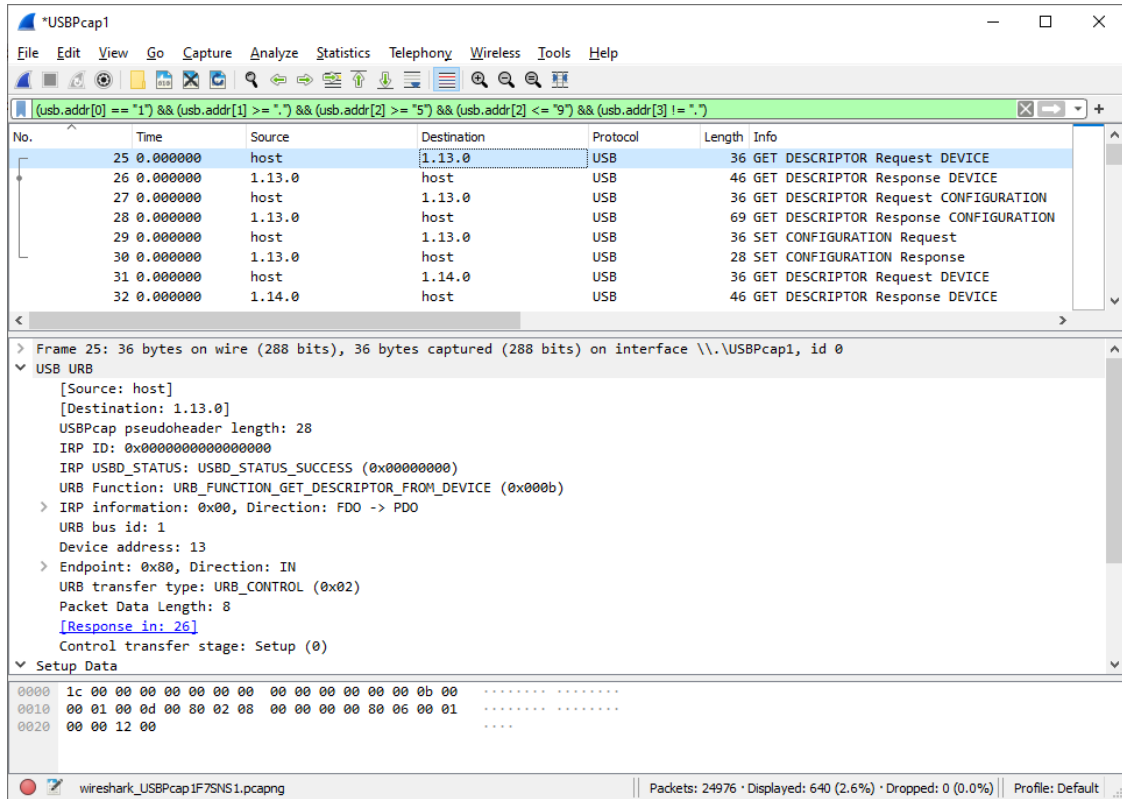 *USBPcap1
File Edit View Go Capture Analyze Statistics Telephony Wireless Tools Help
(usb.addr[0] == "1") && (usb.addr[1] >= ".") && (usb.addr[2] >= "5") && (usb.addr[2] <= "9") && (usb.addr[3] != ".")
No. Time Source Destination Protocol Length Info
25 0.000000 host 1.13.0 USB 36 GET DESCRIPTOR Request DEVICE
26 0.000000 1.13.0 host USB 46 GET DESCRIPTOR Response DEVICE
27 0.000000 host 1.13.0 USB 36 GET DESCRIPTOR Request CONFIGURATION
28 0.000000 1.13.0 host USB 69 GET DESCRIPTOR Response CONFIGURATION
29 0.000000 host 1.13.0 USB 36 SET CONFIGURATION Request
30 0.000000 1.13.0 host USB 28 SET CONFIGURATION Response
31 0.000000 host 1.14.0 USB 36 GET DESCRIPTOR Request DEVICE
32 0.000000 1.14.0 host USB 46 GET DESCRIPTOR Response DEVICE
Frame 25: 36 bytes on wire (288 bits), 36 bytes captured (288 bits) on interface \\.\USBPcap1, id 0
USB URB
[Source: host]
[Destination: 1.13.0]
USBPcap pseudoheader length: 28
IRP ID: 0x0000000000000000
IRP USBD_STATUS: USBD_STATUS_SUCCESS (0x00000000)
URB Function: URB_FUNCTION_GET_DESCRIPTOR_FROM_DEVICE (0x000b)
IRP information: 0x00, Direction: FDO -> PDO
URB bus id: 1
Device address: 13
Endpoint: 0x80, Direction: IN
URB transfer type: URB_CONTROL (0x02)
Packet Data Length: 8
[Response in: 26]
Control transfer stage: Setup (0)
Setup Data
0000 1c 00 00 00 00 00 00 00 00 00 00 00 00 00 0b 00 ········ ········
0010 00 01 00 0d 00 80 02 08 00 00 00 00 80 06 00 01 ········ ········
0020 00 00 12 00 ····
wireshark_USBPcap1F7SNS1.pcapng Packets: 24976 · Displayed: 640 (2.6%) · Dropped: 0 (0.0%) Profile: Default